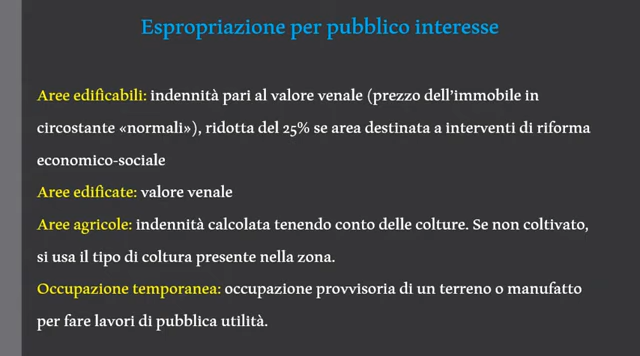 Espropriazione per pubblico interesse
Aree edificabili: indennità pari al valore venale (prezzo dell'immobile in
circostante «normali»), ridotta del 25% se area destinata a interventi di riforma
economico-sociale
Aree edificate: valore venale
Aree agricole: indennità calcolata tenendo conto delle colture. Se non coltivato,
si usa il tipo di coltura presente nella zona.
Occupazione temporanea: occupazione provvisoria di un terreno o manufatto
per fare lavori di pubblica utilità.